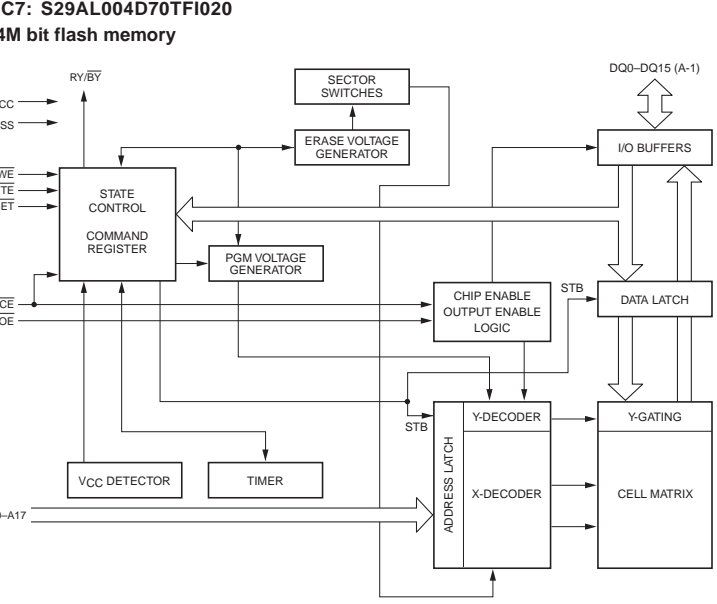 C7: S29AL004D70TFI020
4M bit flash memory
RY/BY
SECTOR
SWITCHES
DQ0–DQ15 (A-1)
CC
SS
ERASE VOLTAGE
GENERATOR
I/O BUFFERS
WE
TE
ET
STATE
CONTROL
COMMAND
REGISTER
PGM VOLTAGE
GENERATOR
CE
OE
CHIP ENABLE
OUTPUT ENABLE
LOGIC
STB
DATA LATCH
STB
ADDRESS LATCH
Y-DECODER
Y-GATING
VCC DETECTOR
TIMER
X-DECODER
CELL MATRIX
–A17